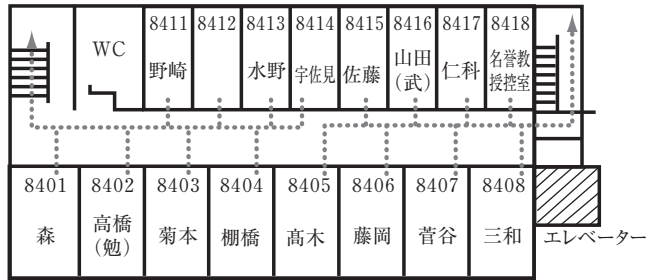 8411 8412 8413 8414 8415 8416 8417 8418
WC
野崎
水野
宇佐見
佐藤
山田
(武)
仁科
名誉教
授控室
8401 8402 8403 8404 8405 8406 8407 8408
森
高橋
(勉)
菊本
棚橋
髙木
藤岡
菅谷
三和
エレベーター